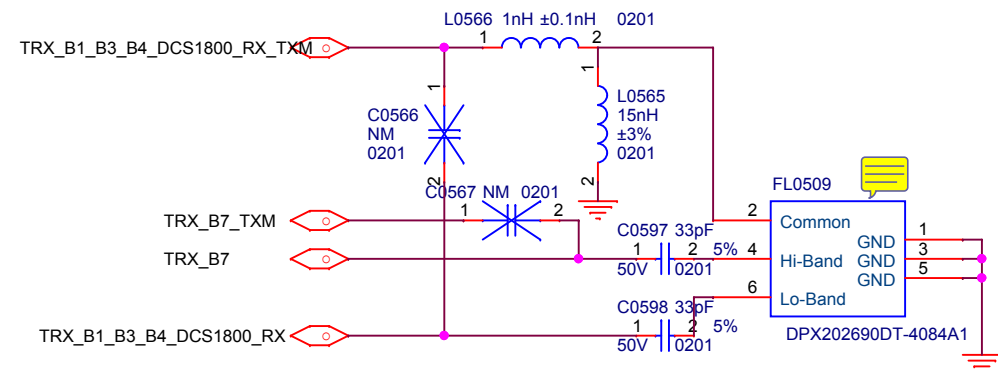 L0566 1nH ±0.1nH 0201
TRX_B1_B3_B4_DCS1800_RX_TXM
1 2
1
L0565
15nH
±3%
0201
2
1
C0566
NM
0201
2
C0567 NM 0201
TRX_B7_TXM
1 2
TRX_B7
C0597 33pF
1 2 5%
50V 0201
FL0509
2 Common
4 Hi-Band
6 Lo-Band
GND 1
GND 3
GND 5
DPX202690DT-4084A1
TRX_B1_B3_B4_DCS1800_RX
C0598 33pF
1 2 5%
50V 0201